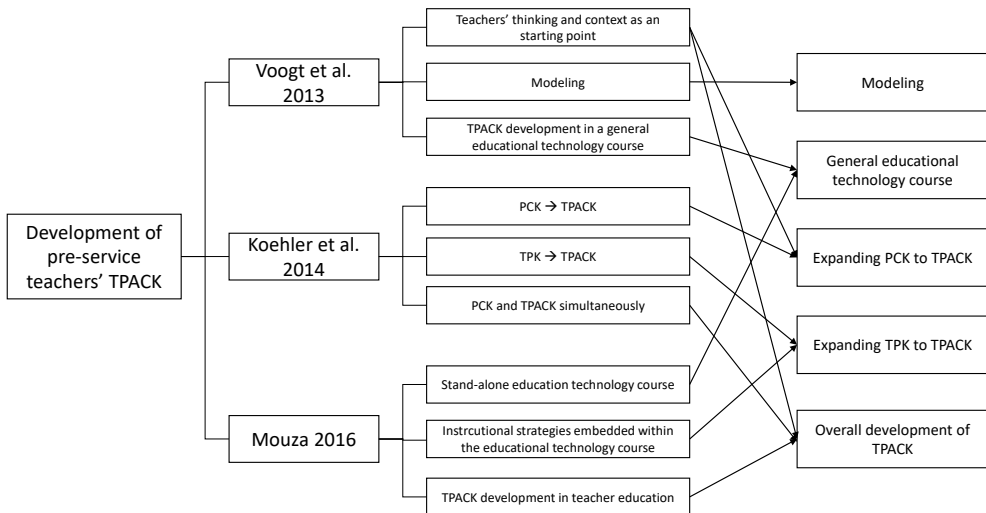 Development of
pre-service
teachers’ TPACK
Voogt et al.
2013
Koehler et al.
2014
Mouza 2016
Teachers’ thinking and context as an
starting point
Modeling
TPACK development in a general
educational technology course
PCK → TPACK
TPK → TPACK
PCK and TPACK simultaneously
Stand-alone education technology course
Instrcutional strategies embedded within
the educational technology course
TPACK development in teacher education
Modeling
General educational
technology course
Expanding PCK to TPACK
Expanding TPK to TPACK
Overall development of
TPACK